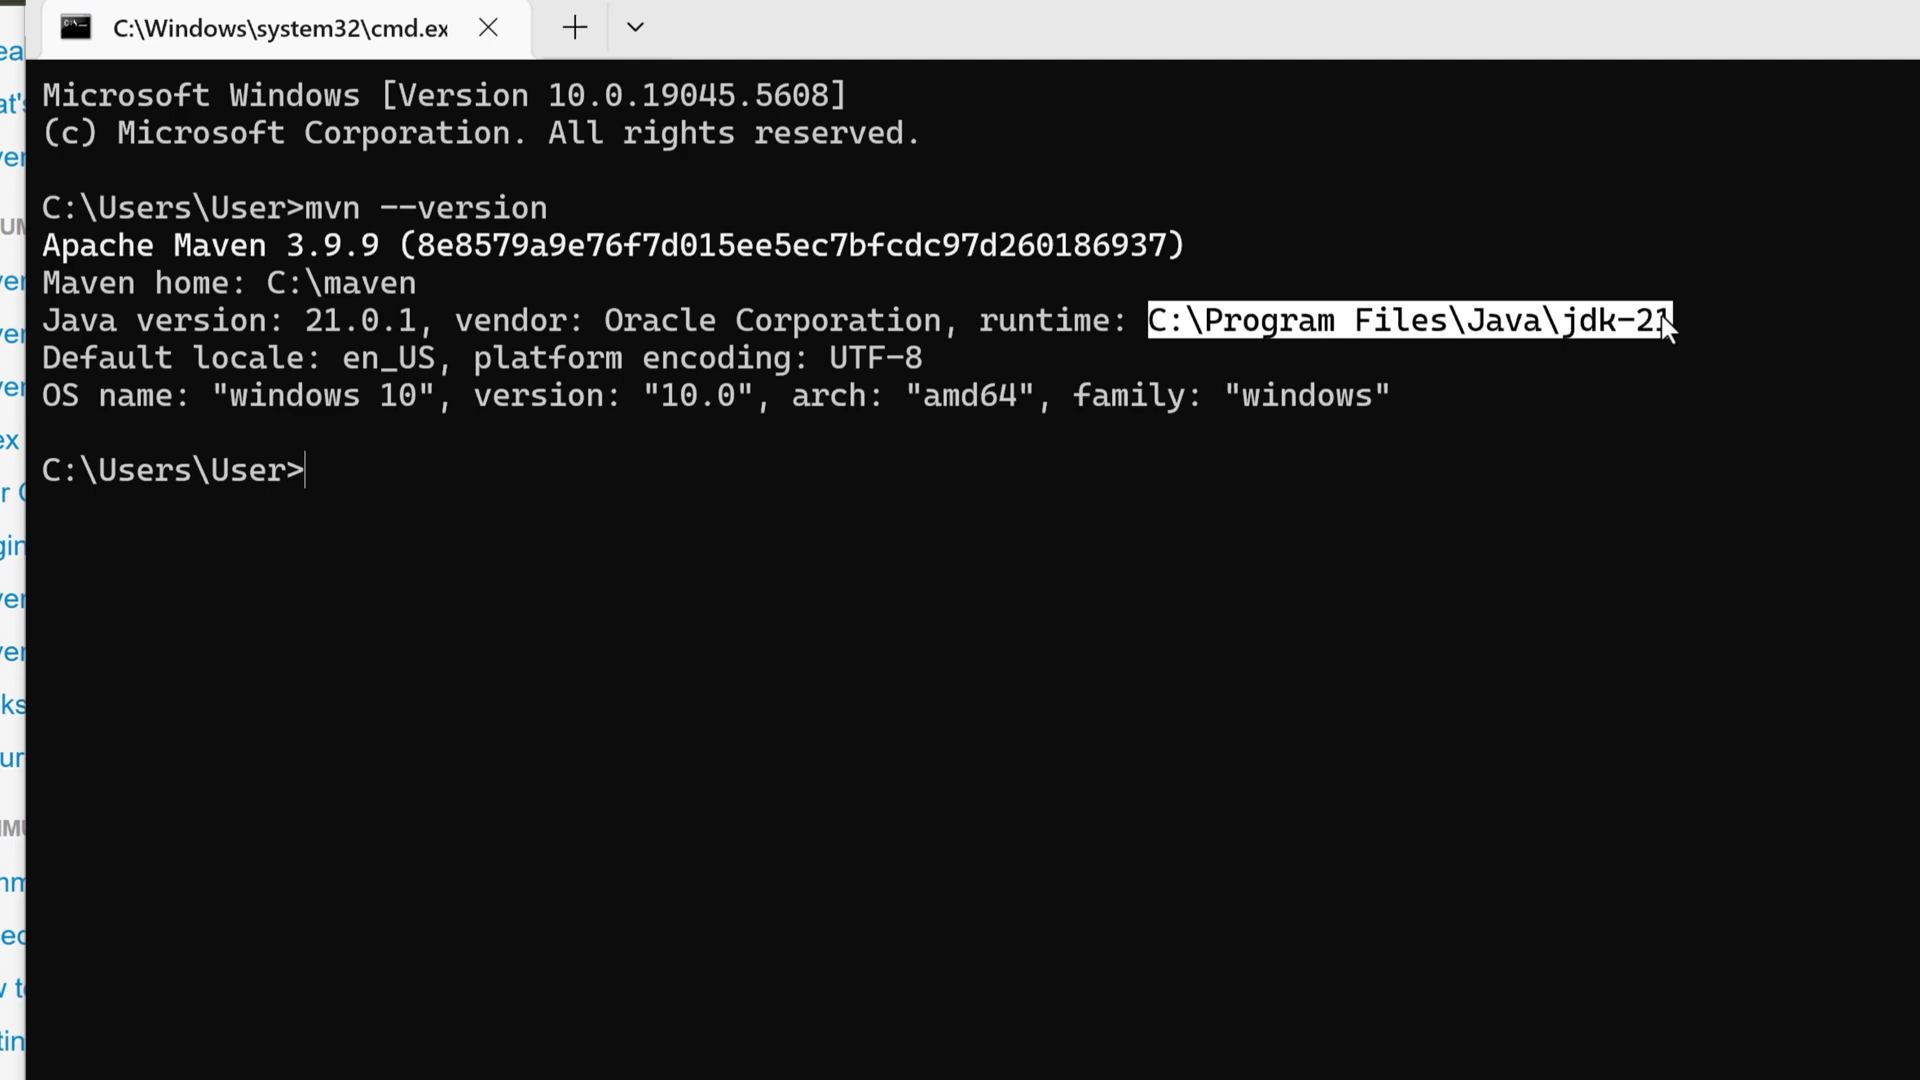 C:\Windows\system32\cmd.ex
Microsoft Windows [Version 10.0.19045.5608]
(c) Microsoft Corporation. All rights reserved.
C:\Users\User>mvn --version
Apache Maven 3.9.9 (8e8579a9e76f7d015ee5ec7bfcdc97d260186937)
Maven home: C:\maven
Java version: 21.0.1, vendor: Oracle Corporation, runtime: C:\Program Files\Java\jdk-21
Default locale: en_US, platform encoding: UTF-8
OS name: "windows 10", version: "10.0", arch: "amd64", family: "windows"
C:\Users\User>